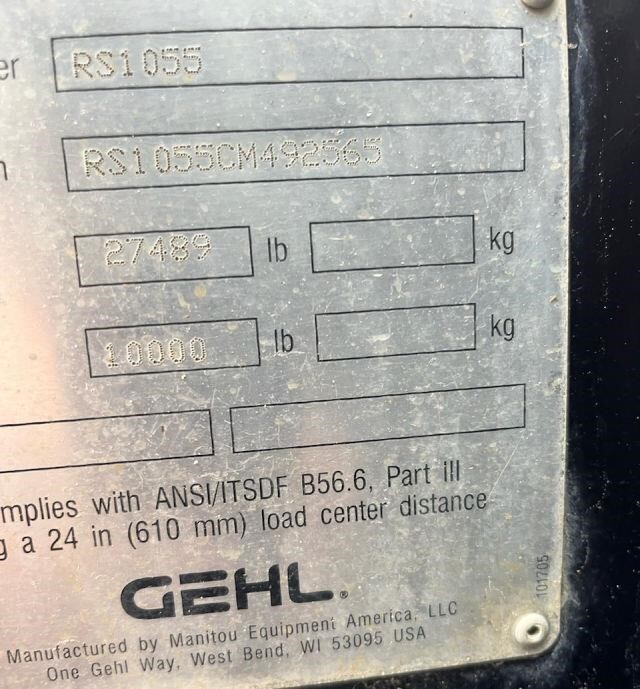 er RS1055
n RS1055CM492565
27489 lb kg
10000 lb kg
mplies with ANSI/ITSDF B56.6, Part III
g a 24 in (610 mm) load center distance
GEHL®
101705
Manufactured by Manitou Equipment America, LLC
One Gehl Way, West Bend, WI 53095 USA